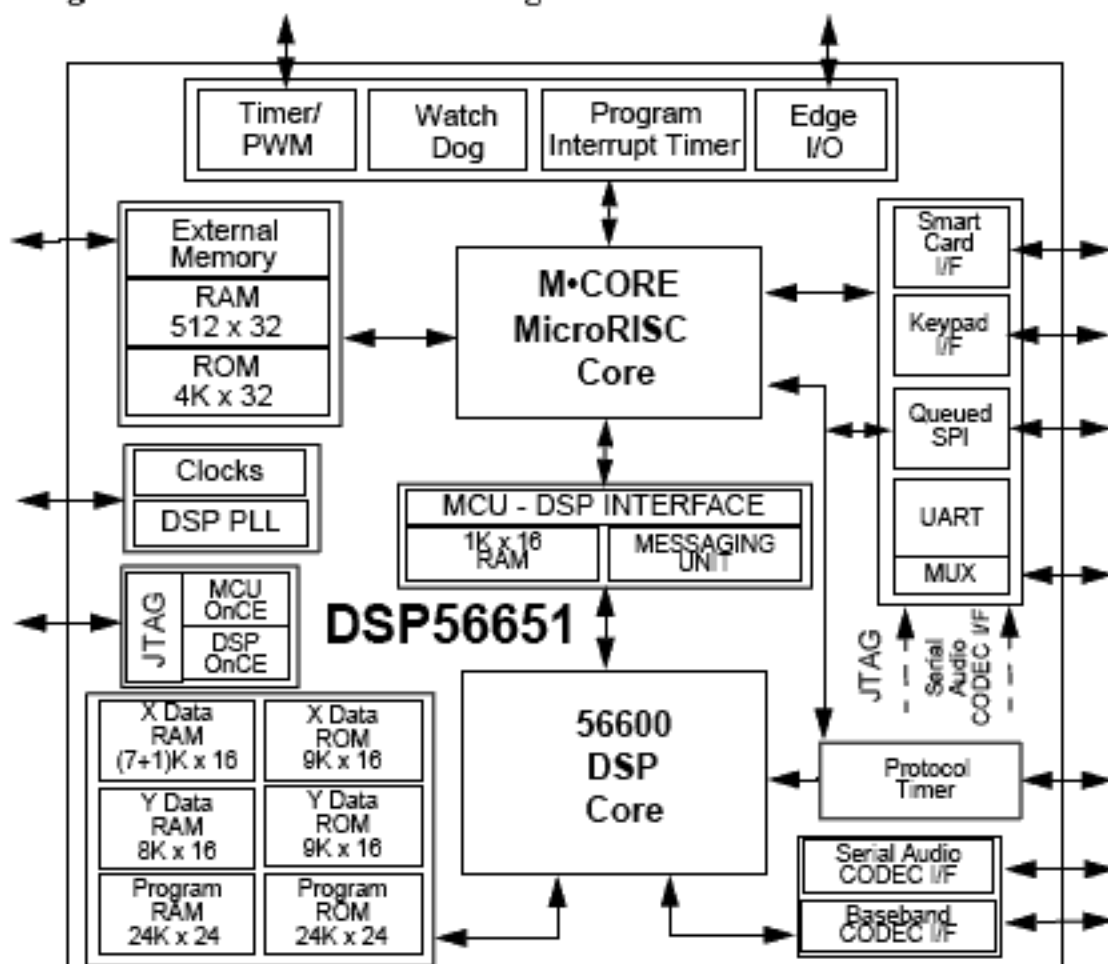 Timer/
PWM
Watch
Dog
Program
Interrupt Timer
Edge
I/O
External
Memory
RAM
512 x 32
ROM
4K x 32
M•CORE
MicroRISC
Core
Smart
Card
I/F
Keypad
I/F
Queued
SPI
UART
MUX
Clocks
DSP PLL
MCU - DSP INTERFACE
1K x 16
RAM
MESSAGING
UNIT
JTAG
MCU
OnCE
DSP
OnCE
DSP56651
JTAG
Serial
Audio
CODEC I/F
X Data
RAM
(7+1)K x 16
X Data
ROM
9K x 16
Y Data
RAM
8K x 16
Y Data
ROM
9K x 16
Program
RAM
24K x 24
Program
ROM
24K x 24
56600
DSP
Core
Protocol
Timer
Serial Audio
CODEC I/F
Baseband
CODEC I/F